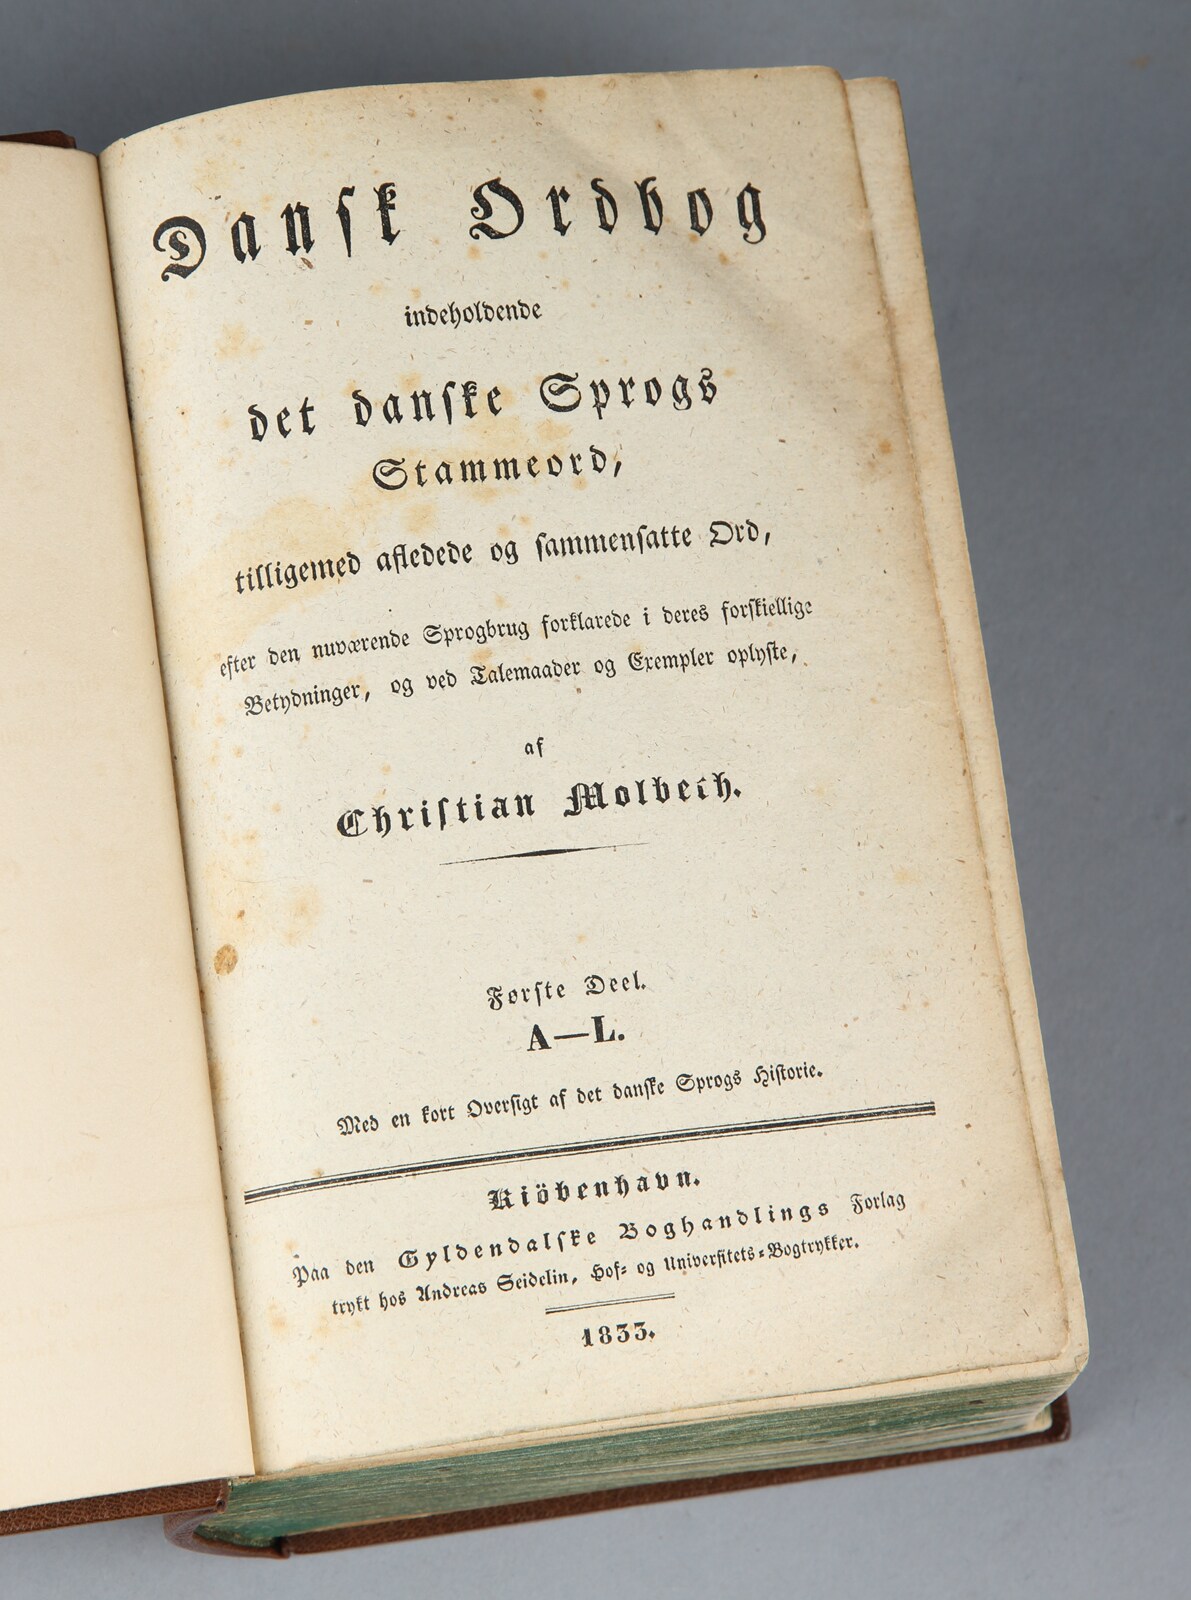 Dansk Ordbog
indeholdende
det danske Sprogs
Stammeord,
tilligemed afledede og sammensatte Ord,
efter den nuværende Sprogbrug forklarede i deres forskiellige
Betydninger, og ved Talemaader og Exempler oplyste,
af
Christian Molbech.
Første Deel.
A—L.
Med en kort Oversigt af det danske Sprogs Historie.
Kiöbenhavn.
Paa den Gyldendalske Boghandlings Forlag
trykt hos Andreas Seidelin, Hof- og Universitets-Bogtrykker.
1833.